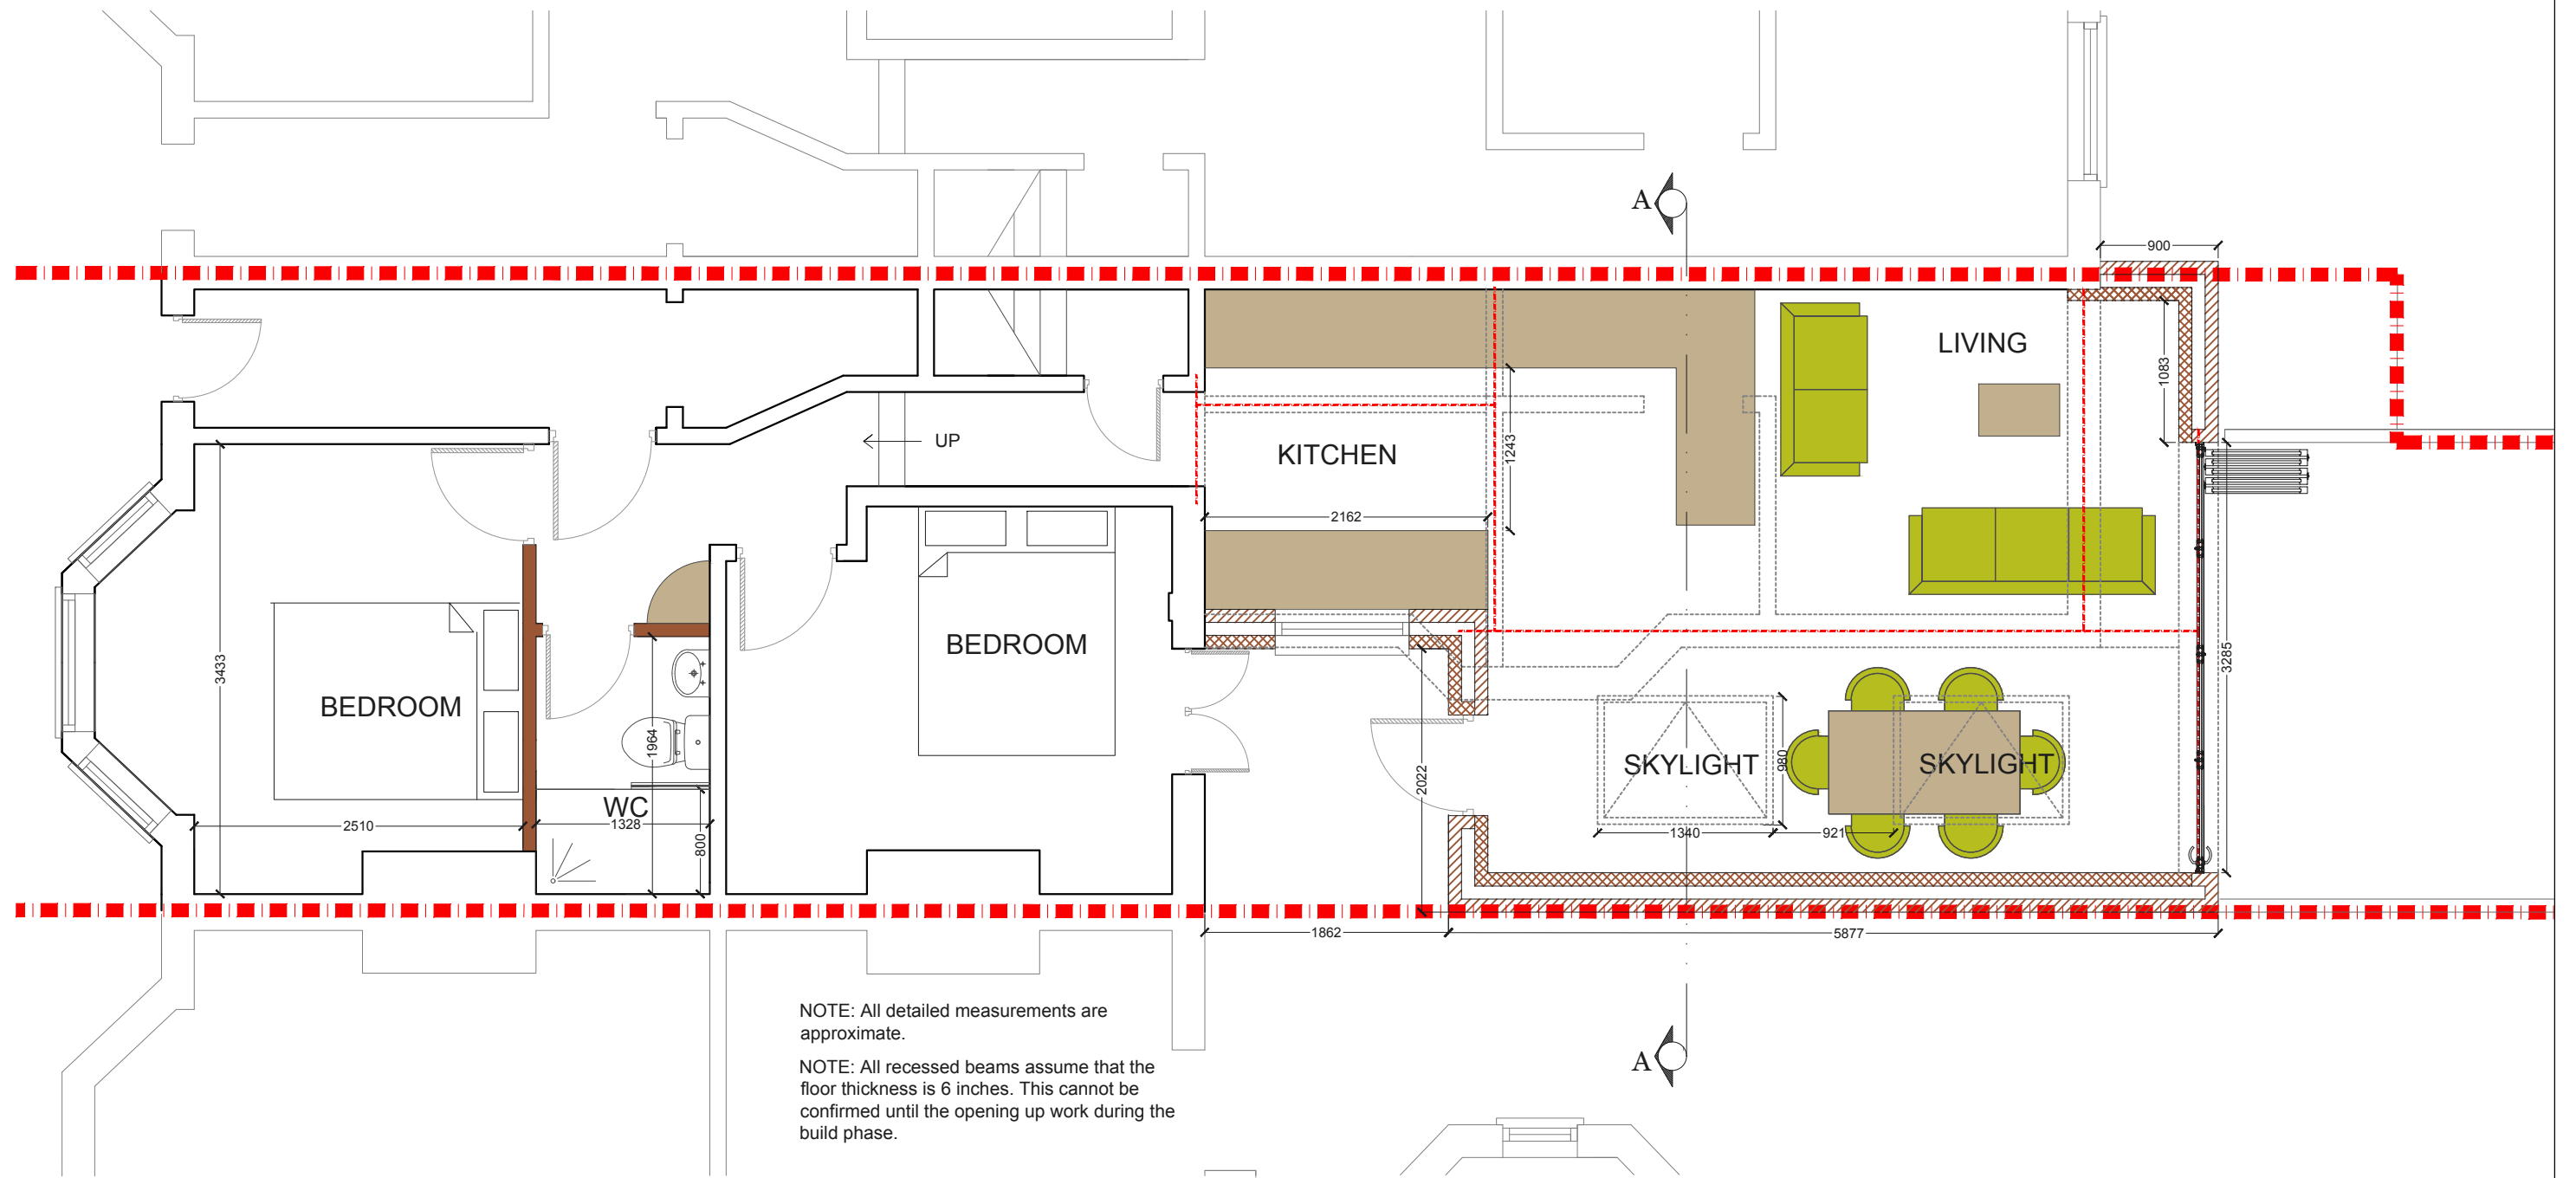 A
900
LIVING
1083
UP
KITCHEN
1243
2162
BEDROOM
3433
BEDROOM
1964
3285
2022
SKYLIGHT
980
SKYLIGHT
WC
2510
1328
800
1340
921
1862
5877
NOTE: All detailed measurements are
approximate.
NOTE: All recessed beams assume that the
floor thickness is 6 inches. This cannot be
confirmed until the opening up work during the
build phase.
A